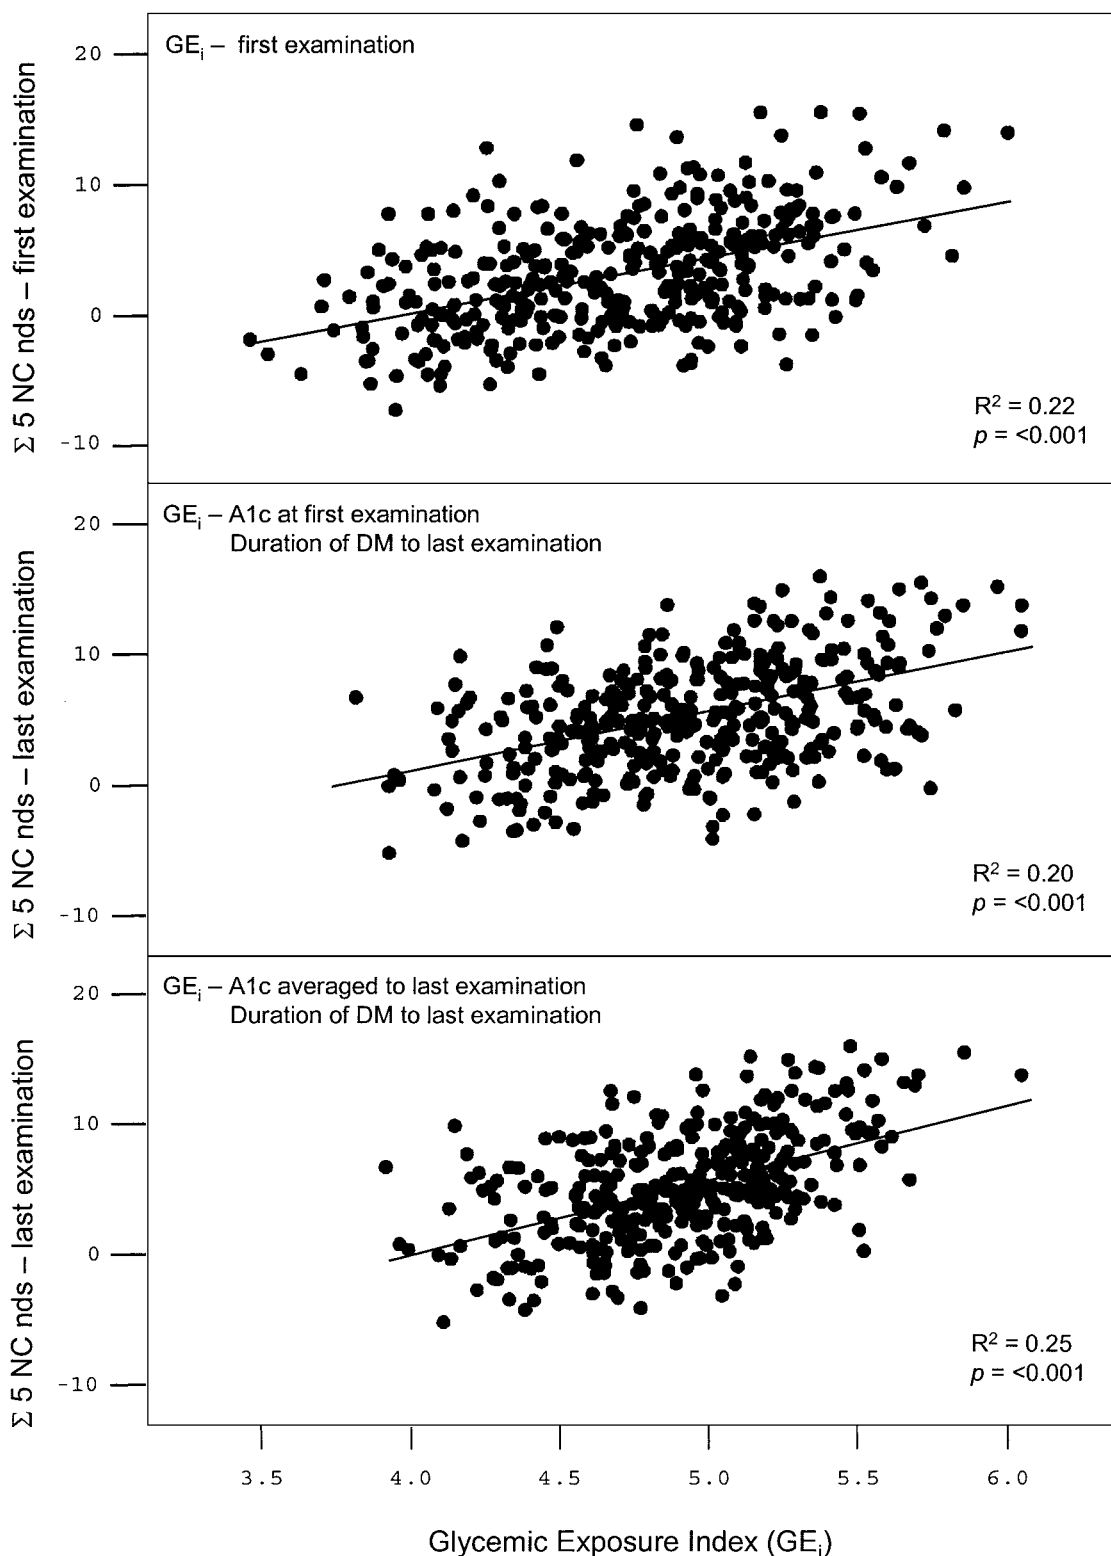 GEi – first examination
20
10
0
-10
Σ 5 NC nds – first examination
R2 = 0.22
p = <0.001
GEi – A1c at first examination
Duration of DM to last examination
20
10
0
-10
Σ 5 NC nds – last examination
R2 = 0.20
p = <0.001
GEi – A1c averaged to last examination
Duration of DM to last examination
20
10
0
-10
Σ 5 NC nds – last examination
R2 = 0.25
p = <0.001
3.5 4.0 4.5 5.0 5.5 6.0
Glycemic Exposure Index (GEi)